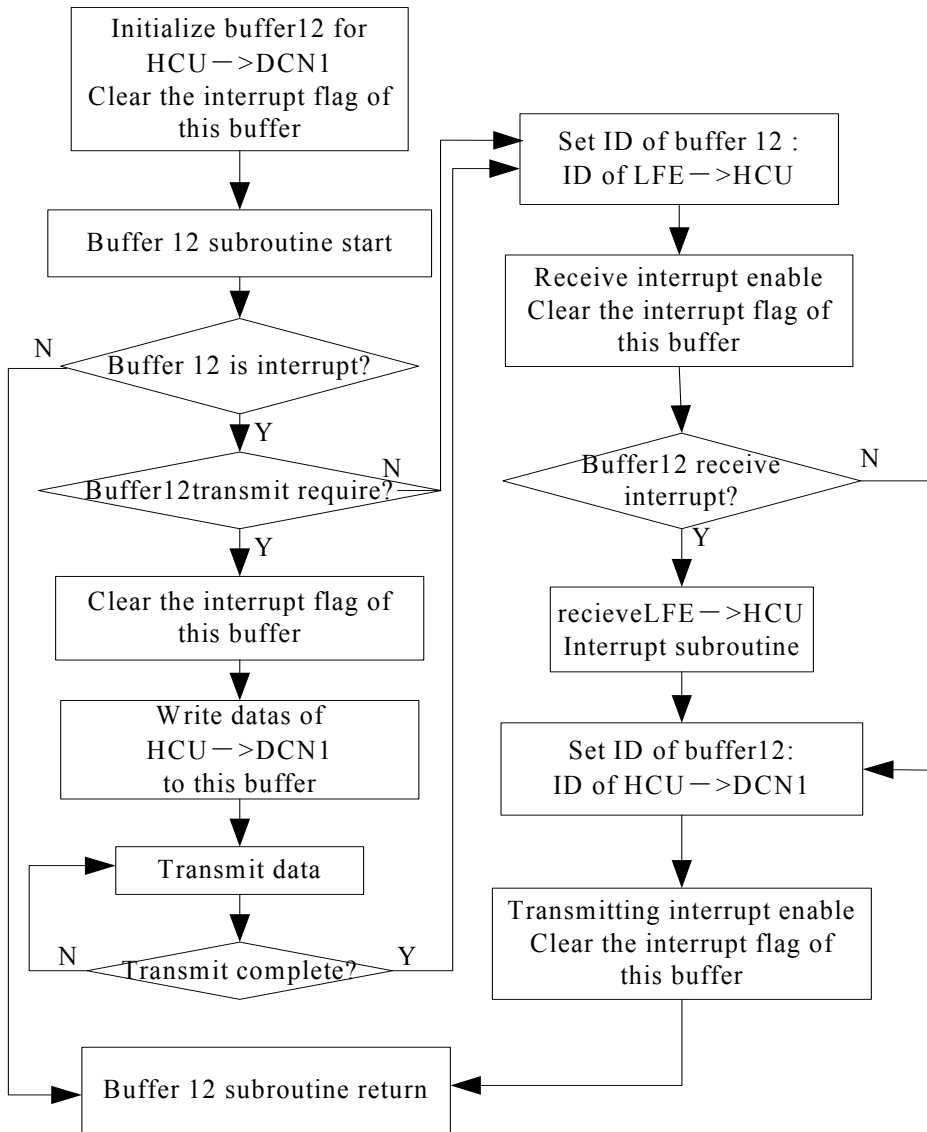 Initialize buffer12 for
HCU—>DCN1
Clear the interrupt flag of
this buffer
Buffer 12 subroutine start
N
Buffer 12 is interrupt?
Y
N
Buffer12transmit require?
Y
Clear the interrupt flag of
this buffer
Write datas of
HCU—>DCN1
to this buffer
Transmit data
N
Transmit complete?
Y
Buffer 12 subroutine return
Set ID of buffer 12 :
ID of LFE—>HCU
Receive interrupt enable
Clear the interrupt flag of
this buffer
Buffer12 receive
interrupt?
N
Y
recieveLFE—>HCU
Interrupt subroutine
Set ID of buffer12:
ID of HCU—>DCN1
Transmitting interrupt enable
Clear the interrupt flag of
this buffer